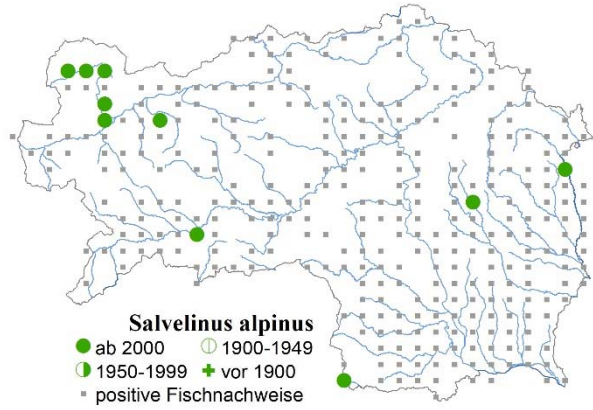 Salvelinus alpinus
ab 2000 1900-1949
1950-1999 vor 1900
positive Fischnachweise